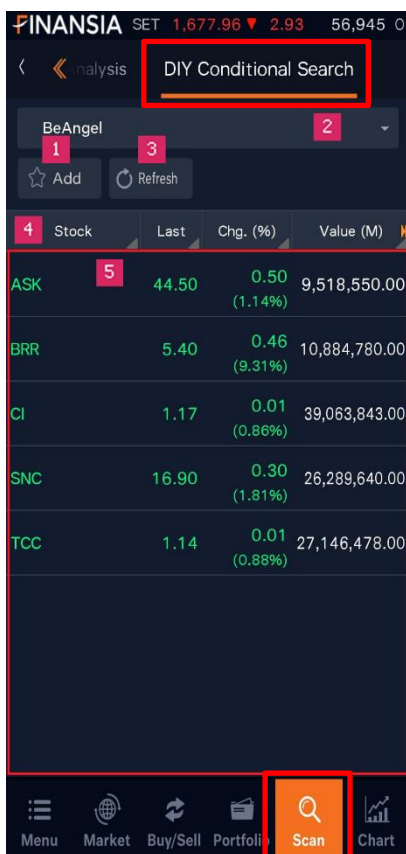 FINANSIA SET 1,677.96 ▼ 2.93 56,945
nalysis DIY Conditional Search
BeAngel 2
1 3
Add Refresh
4 Stock Last Chg. (%) Value (M)
5
ASK 44.50 0.50 9,518,550.00
(1.14%)
BRR 5.40 0.46 10,884,780.00
(9.31%)
CI 1.17 0.01 39,063,843.00
(0.86%)
SNC 16.90 0.30 26,289,640.00
(1.81%)
TCC 1.14 0.01 27,146,478.00
(0.88%)
Menu Market Buy/Sell Portfolio Scan Chart